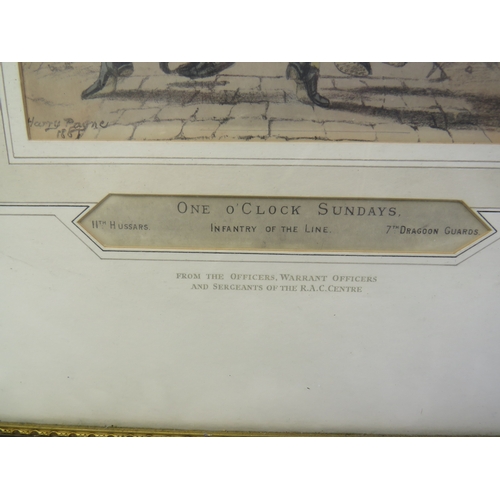 Harry Payne
ONE O'CLOCK SUNDAYS.
11TH HUSSARS. INFANTRY OF THE LINE. 7TH DRAGOON GUARDS.
FROM THE OFFICERS, WARRANT OFFICERS
AND SERGEANTS OF THE R.A.C. CENTRE